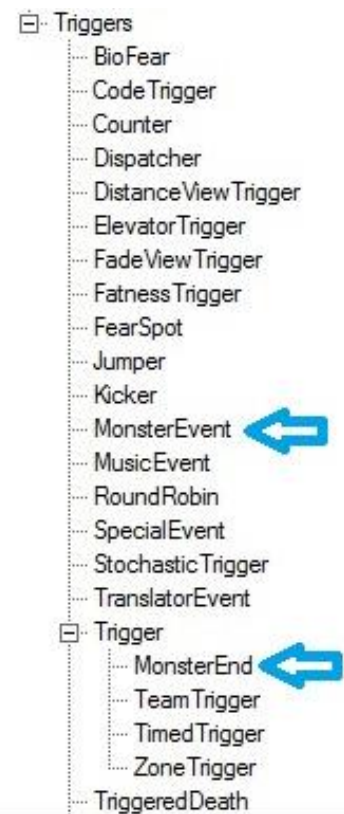 Triggers
BioFear
CodeTrigger
Counter
Dispatcher
DistanceViewTrigger
ElevatorTrigger
FadeViewTrigger
FatnessTrigger
FearSpot
Jumper
Kicker
MonsterEvent
MusicEvent
RoundRobin
SpecialEvent
StochasticTrigger
TranslatorEvent
Trigger
MonsterEnd
TeamTrigger
TimedTrigger
ZoneTrigger
TriggeredDeath